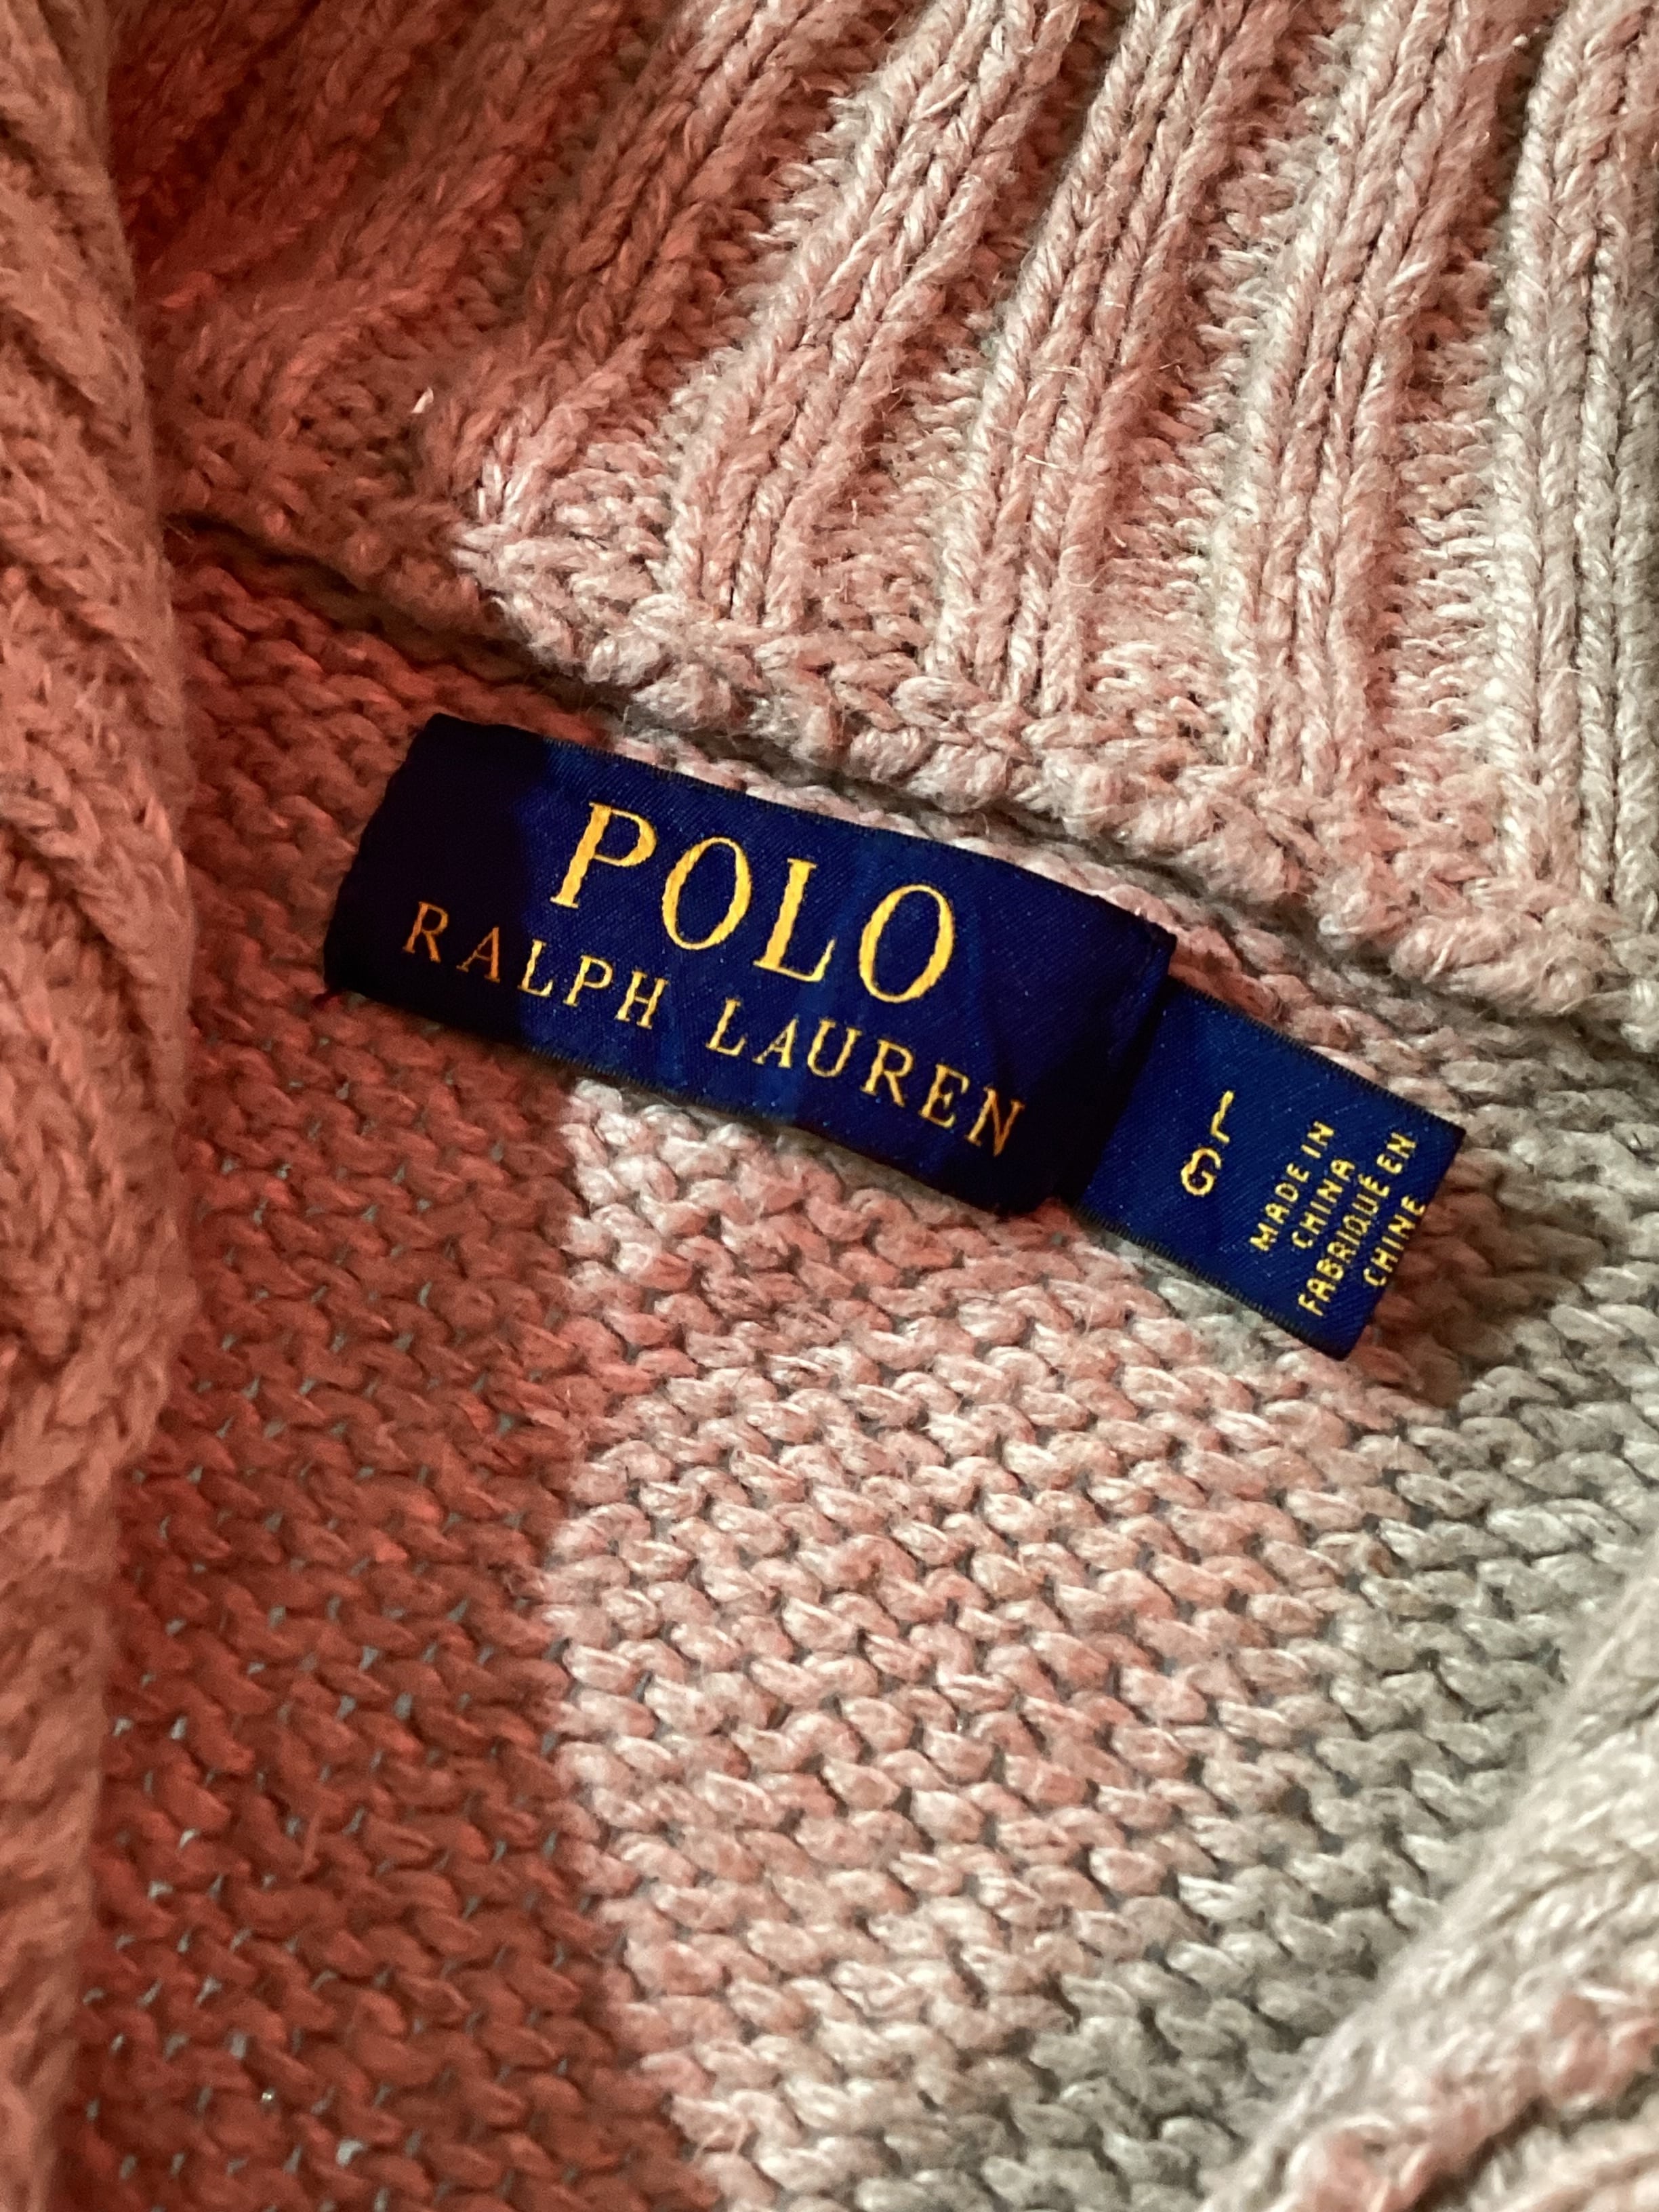 POLO
RALPH LAUREN
L
G
MADE IN
CHINA
FABRIQUÉ EN
CHINE